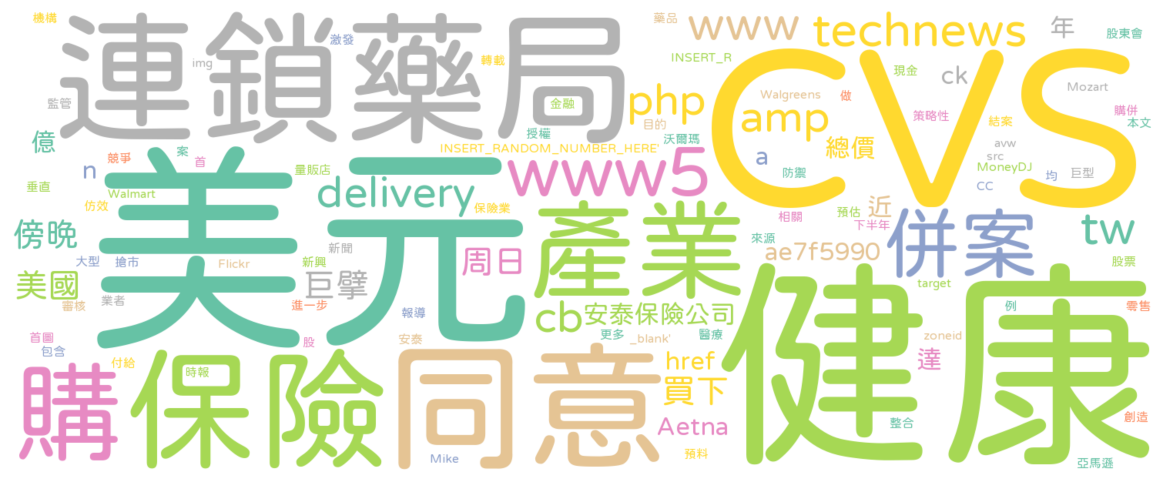 槽構
連鎖藥局
激發
img
監管
億
n
競爭
案
首
授權
金融
轉載
藥品
www
INSERT_R
technews
年
股東會
ck
現金
Mozart
購併
本文
php
目的
Walgreens
做
amp
CVS
策略性
結案
沃爾瑪
總價
a
防禦
avw
src
MoneyDJ
cc
均
巨型
INSERT_RANDOM_NUMBER_HERE'
www5
垂直
Walmart
仿效
量販店
delivery
保險業
相關
預估
近
下半年
tw
傍晚
美元
產業
來源
ae7f5990
併案
大型
搶市
Flickr
新聞
新興
周日
美國
審核
業者
巨擘
進一步
股
報導
cb
安泰保險公司
target
股票
例
零售
首圖
包含
付給
時報
安泰
更多
_blank'
醫療
zoneid
href
買下
達
健康
創造
購
保險
同意
Aetna
整合
Mike
預料
亞馬遜